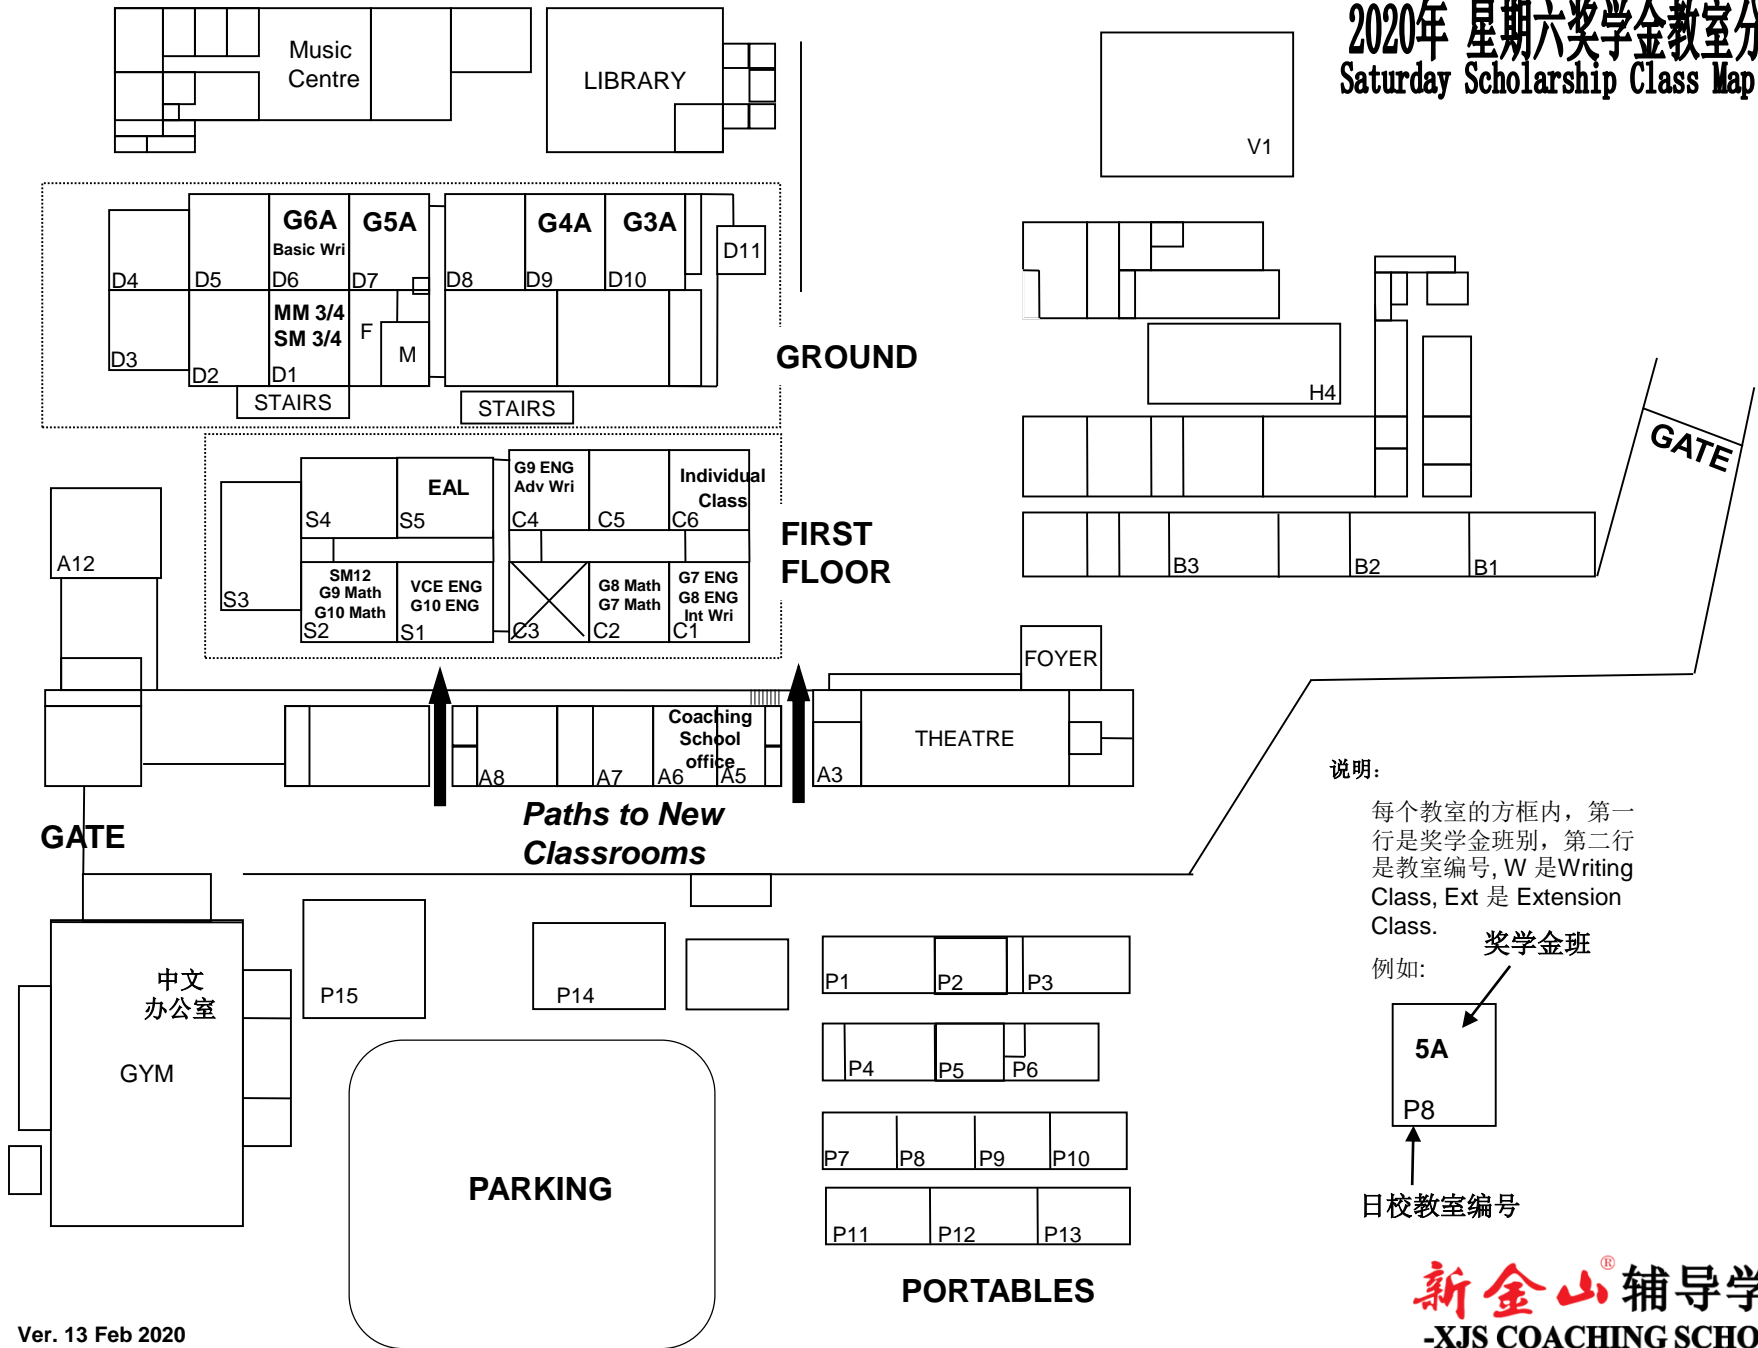 2020年 星期六奖学金教室分
Saturday Scholarship Class Map
Music
Centre
LIBRARY
V1
G6A
Basic Wri
G5A
G4A
G3A
D11
D4
D5
D6
D7
D8
D9
D10
MM 3/4
SM 3/4
F
M
D3
D2
D1
STAIRS
STAIRS
GROUND
H4
GATE
G9 ENG
Adv Wri
Individual
Class
EAL
S4
S5
C4
C5
C6
FIRST
FLOOR
A12
B3
B2
B1
S3
SM12
G9 Math
G10 Math
S2
VCE ENG
G10 ENG
S1
C3
G8 Math
G7 Math
C2
G7 ENG
G8 ENG
Int Wri
C1
FOYER
Coaching
School
office
A8
A7
A6
A5
A3
THEATRE
GATE
Paths to New
Classrooms
说明：
每个教室的方框内，第一
行是奖学金班别，第二行
是教室编号, W 是Writing
Class, Ext 是 Extension
Class.
例如:
奖学金班
5A
P8
日校教室编号
中文
办公室
GYM
P15
P14
P1
P2
P3
P4
P5
P6
P7
P8
P9
P10
P11
P12
P13
PARKING
PORTABLES
新金山®辅导学
-XJS COACHING SCHO
Ver. 13 Feb 2020